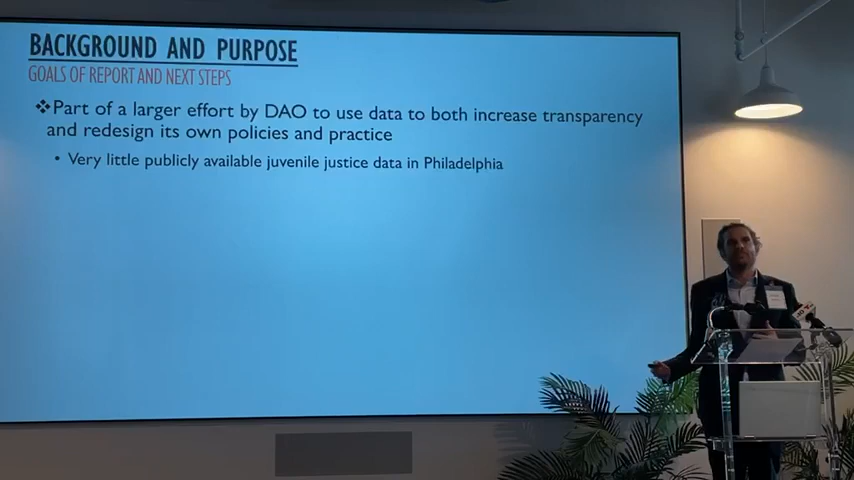 BACKGROUND AND PURPOSE
GOALS OF REPORT AND NEXT STEPS
❖Part of a larger effort by DAO to use data to both increase transparency
and redesign its own policies and practice
• Very little publicly available juvenile justice data in Philadelphia